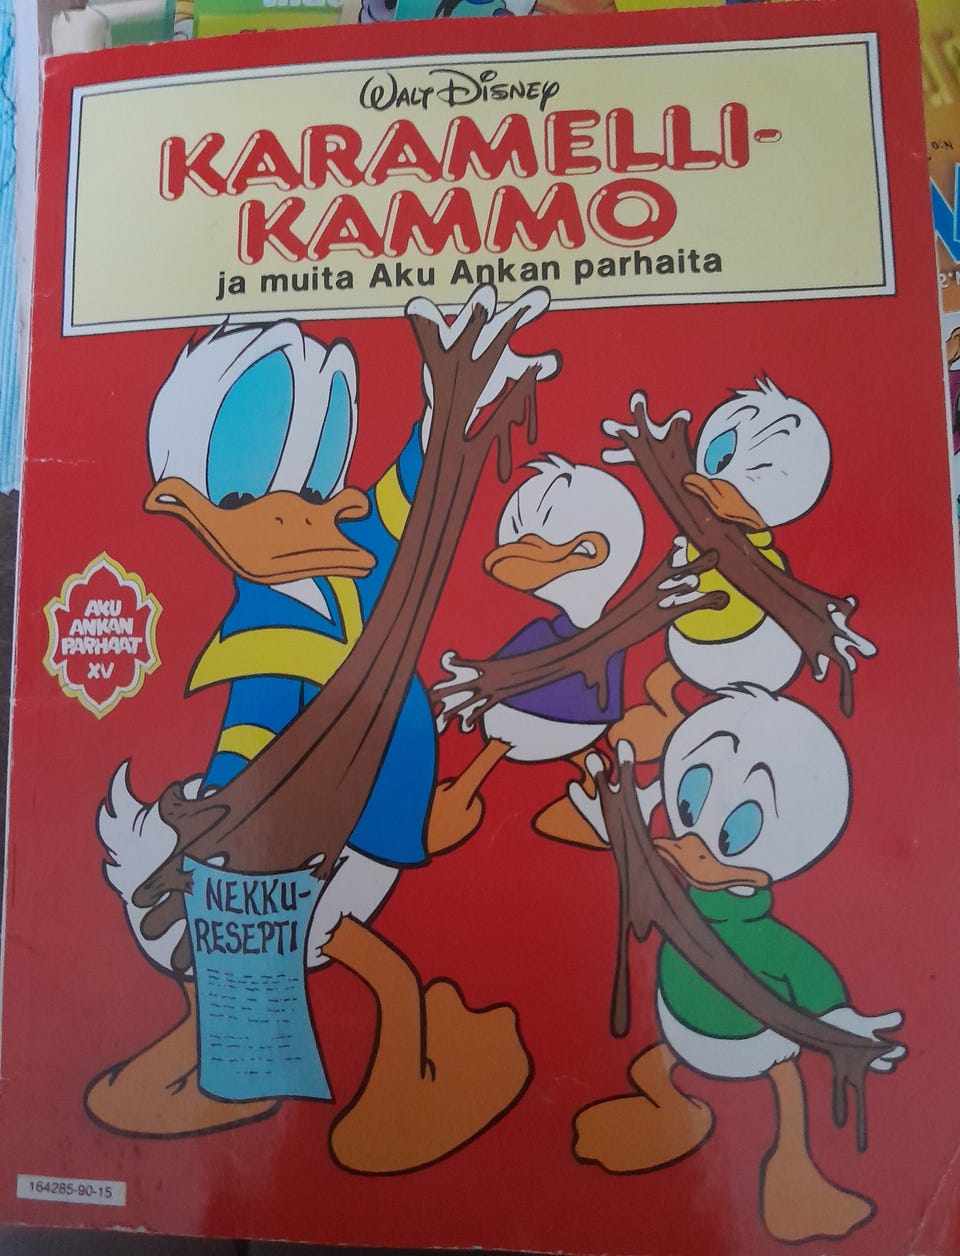 WALT DISNEY
KARAMELLI-
KAMMO
ja muita Aku Ankan parhaita
AKU
ANKAN
PARHAAT
XV
NEKKU-
RESEPTI
164285-90-15